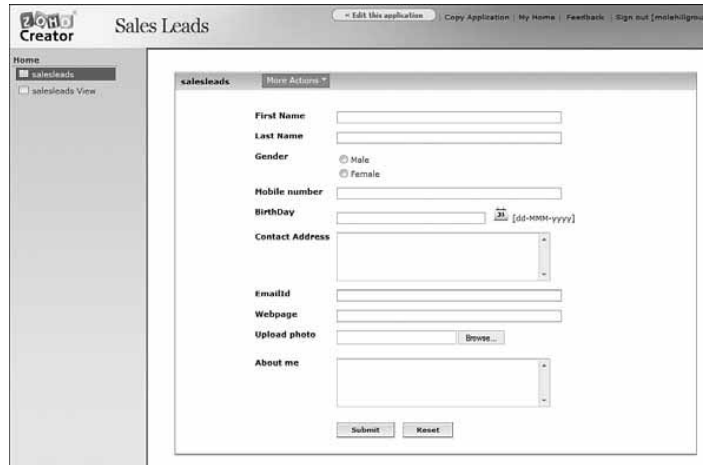 ZOHO Creator
Sales Leads
« Edit this application | Copy Application | My Home | Feedback | Sign out [molehillgrou
Home
salesleads
salesleads View
salesleads More Actions
First Name
Last Name
Gender
Male
Female
Mobile number
BirthDay
31 [dd-MMM-yyyy]
Contact Address
EmailId
Webpage
Upload photo Browse...
About me
Submit Reset